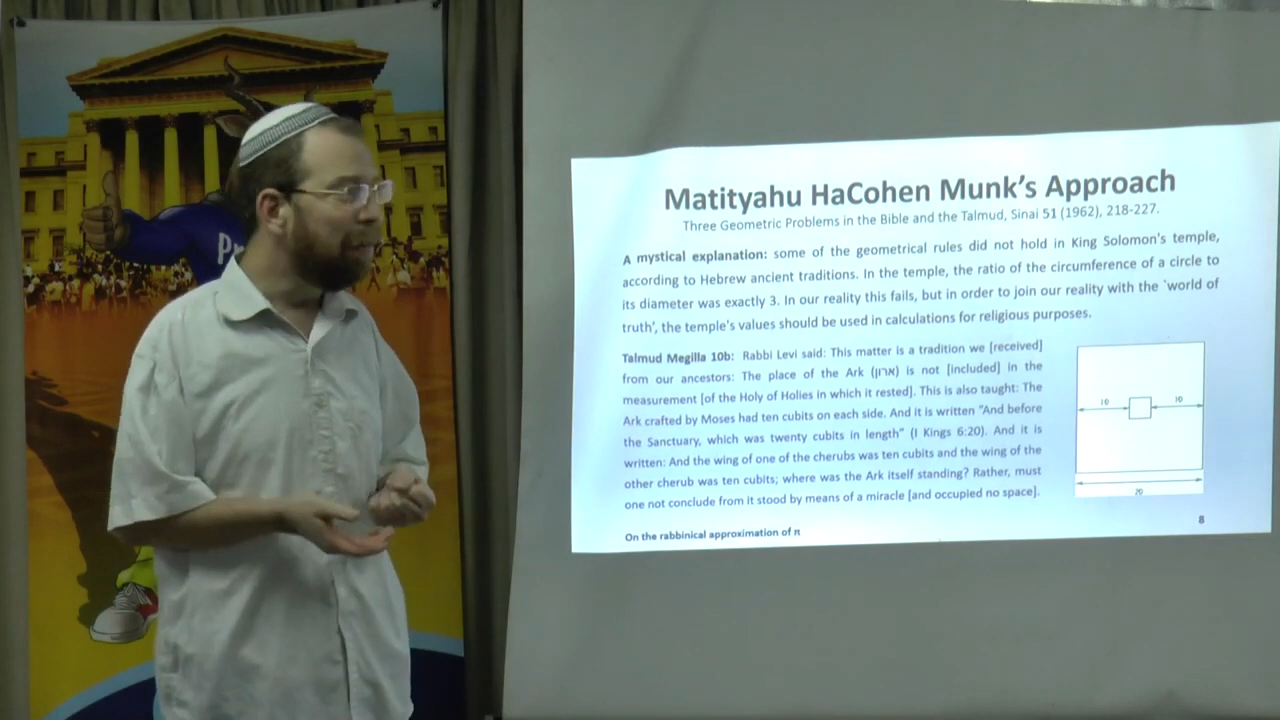 Pr
Matityahu HaCohen Munk's Approach
Three Geometric Problems in the Bible and the Talmud, Sinai 51 (1962), 218-227.
A mystical explanation: some of the geometrical rules did not hold in King Solomon's temple,
according to Hebrew ancient traditions. In the temple, the ratio of the circumference of a circle to
its diameter was exactly 3. In our reality this fails, but in order to join our reality with the `world of
truth', the temple's values should be used in calculations for religious purposes.
Talmud Megilla 10b: Rabbi Levi said: This matter is a tradition we [received]
from our ancestors: The place of the Ark (ארון) is not [included] in the
measurement [of the Holy of Holies in which it rested]. This is also taught: The
Ark crafted by Moses had ten cubits on each side. And it is written "And before
the Sanctuary, which was twenty cubits in length" (I Kings 6:20). And it is
written: And the wing of one of the cherubs was ten cubits and the wing of the
other cherub was ten cubits; where was the Ark itself standing? Rather, must
one not conclude from it stood by means of a miracle [and occupied no space].
10 10
20
On the rabbinical approximation of π
8